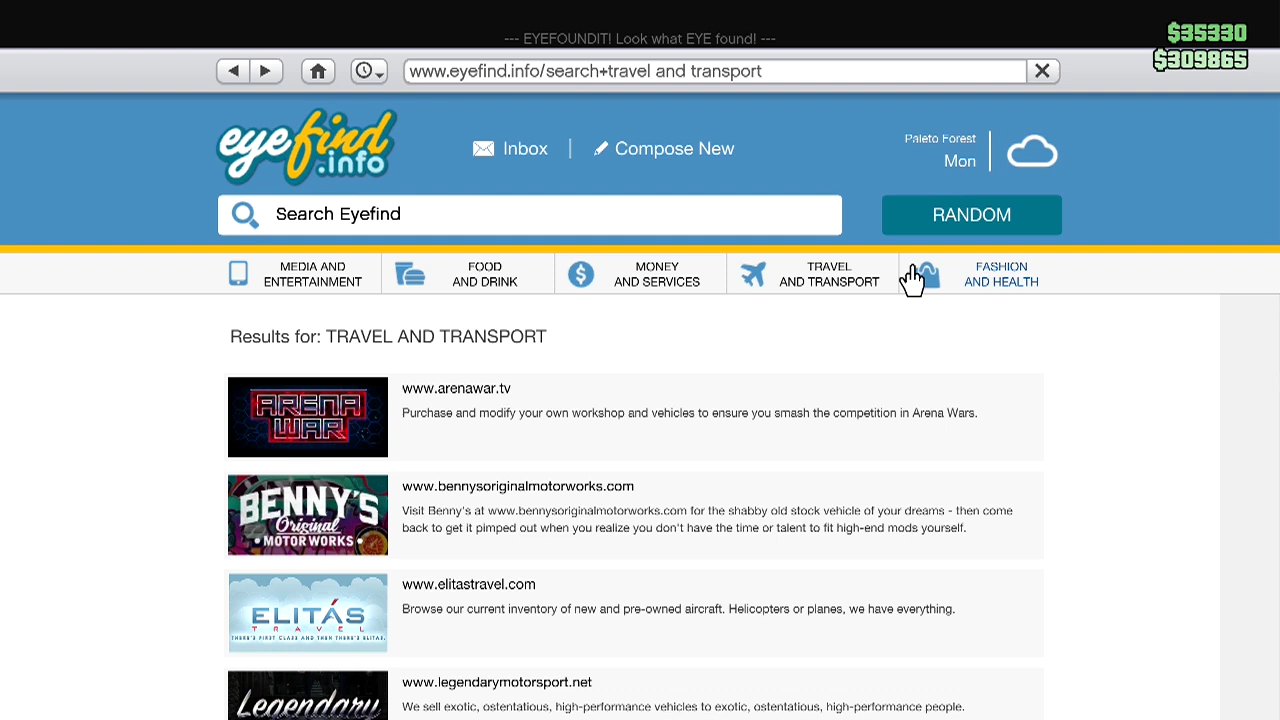 --- EYEFOUNDIT! Look what EYE found! ---
$35330
$309865
www.eyefind.info/search+travel and transport
eyefind
.info
Inbox
Compose New
Paleto Forest
Mon
Search Eyefind
RANDOM
MEDIA AND
ENTERTAINMENT
FOOD
AND DRINK
MONEY
AND SERVICES
TRAVEL
AND TRANSPORT
FASHION
AND HEALTH
Results for: TRAVEL AND TRANSPORT
ARENA
WAR
www.arenawar.tv
Purchase and modify your own workshop and vehicles to ensure you smash the competition in Arena Wars.
BENNY'S
Original
•MOTOR WORKS•
www.bennysoriginalmotorworks.com
Visit Benny's at www.bennysoriginalmotorworks.com for the shabby old stock vehicle of your dreams - then come
back to get it pimped out when you realize you don't have the time or talent to fit high-end mods yourself.
ELITÁS
TRAVEL
THERE'S FIRST CLASS AND THEN THERE'S ELITAS.
www.elitastravel.com
Browse our current inventory of new and pre-owned aircraft. Helicopters or planes, we have everything.
Legendary
www.legendarymotorsport.net
We sell exotic, ostentatious, high-performance vehicles to exotic, ostentatious, high-performance people.